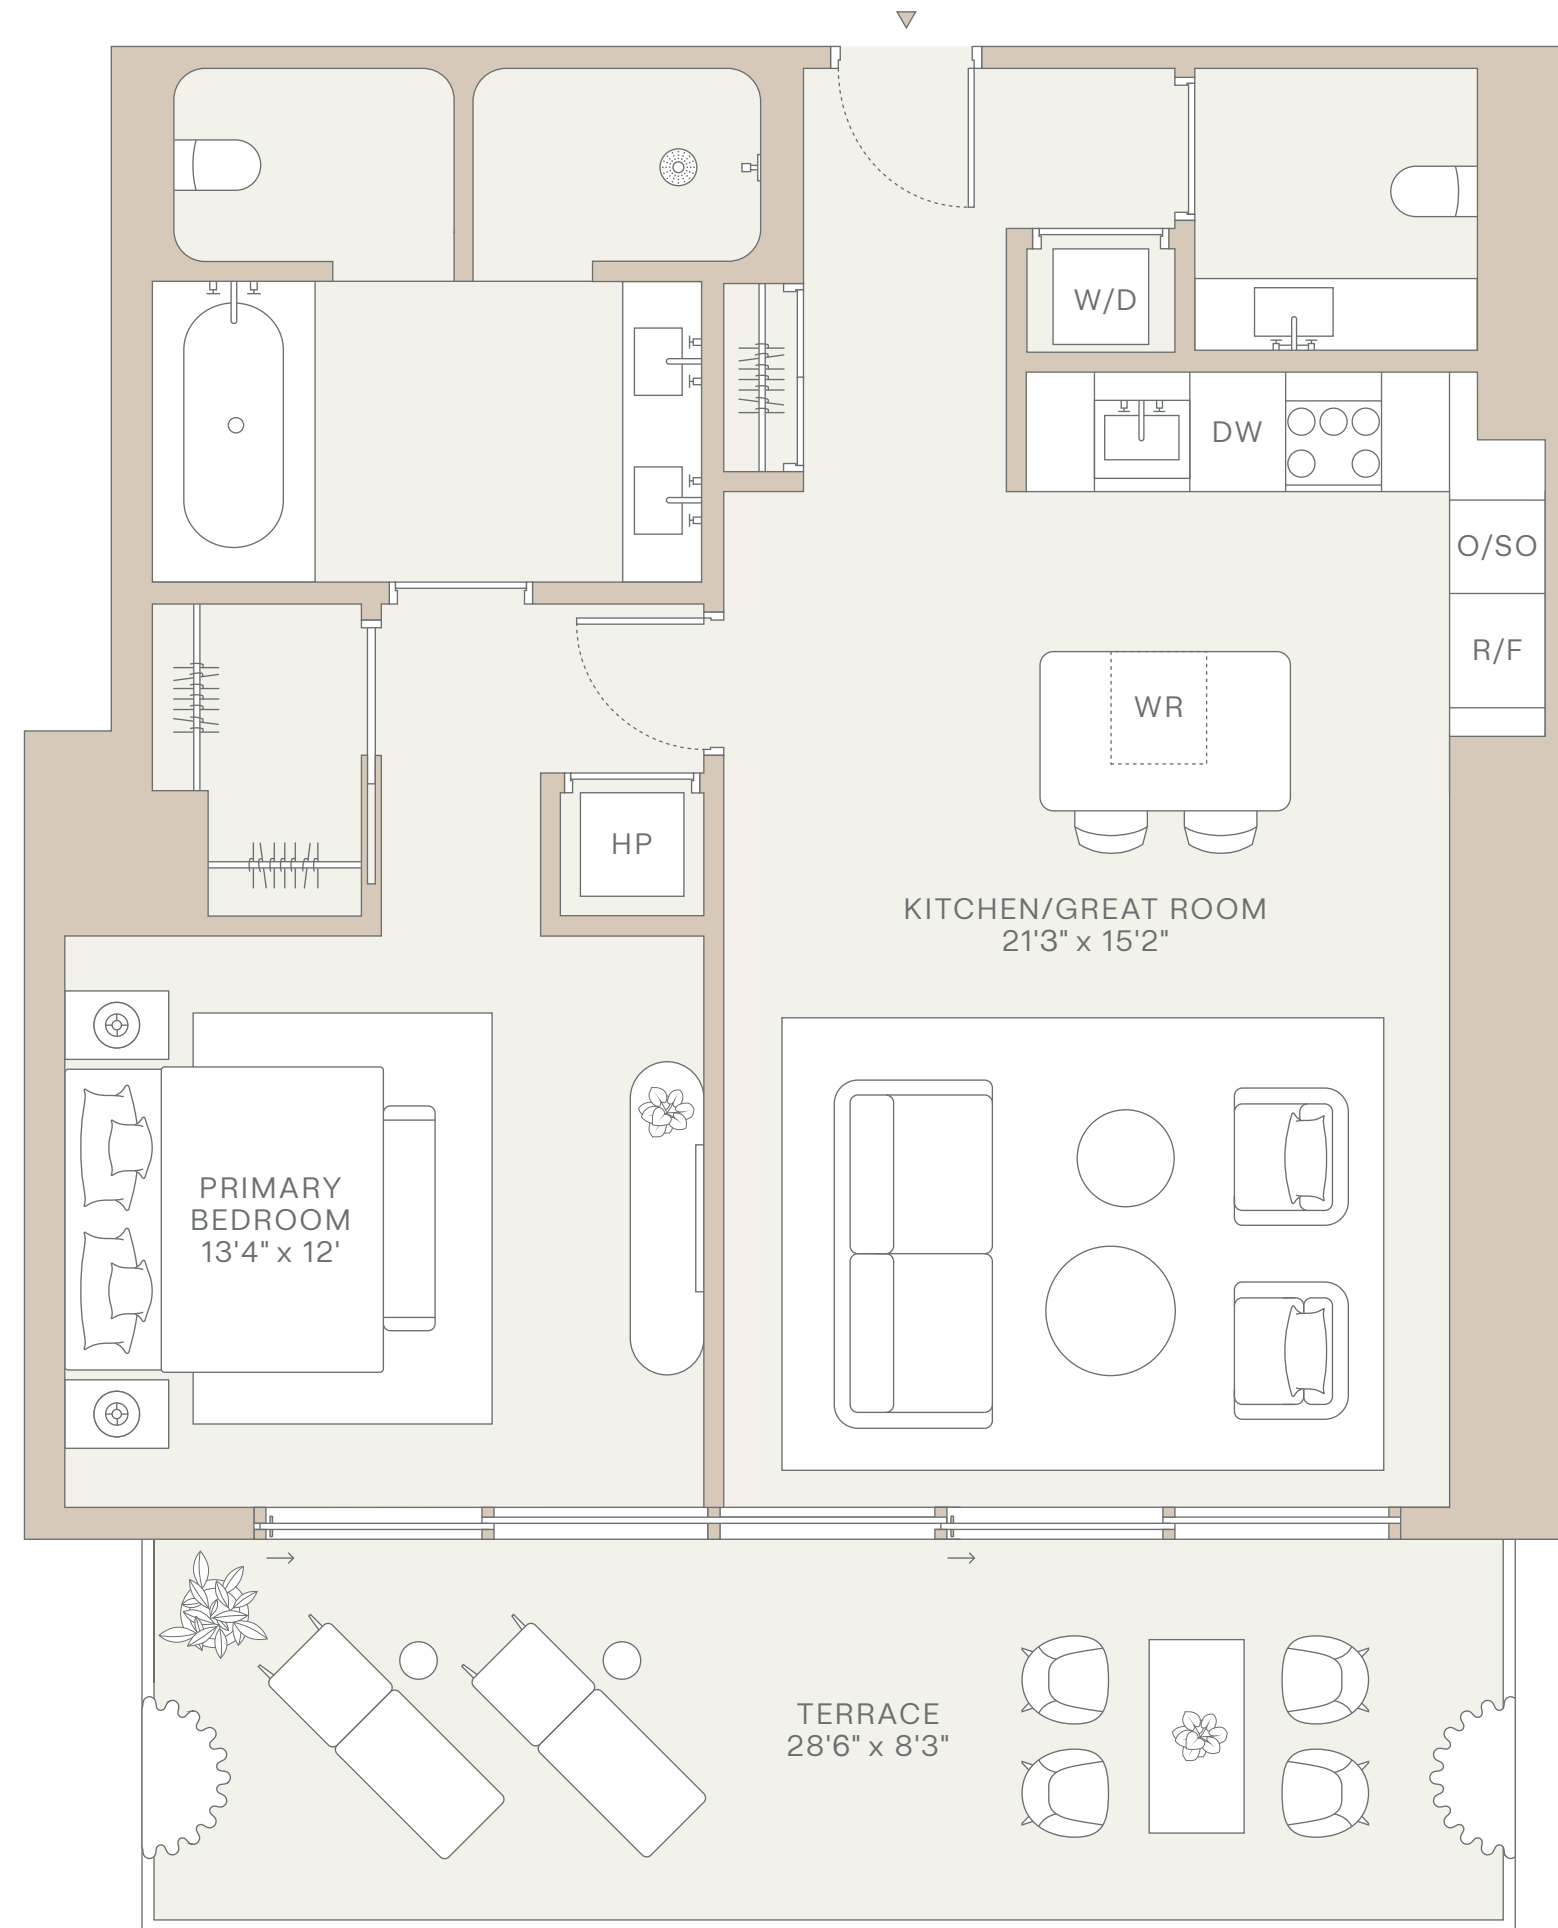 W/D
DW
O/SO
R/F
WR
HP
KITCHEN/GREAT ROOM
21'3" x 15'2"
PRIMARY
BEDROOM
13'4" x 12'
TERRACE
28'6" x 8'3"